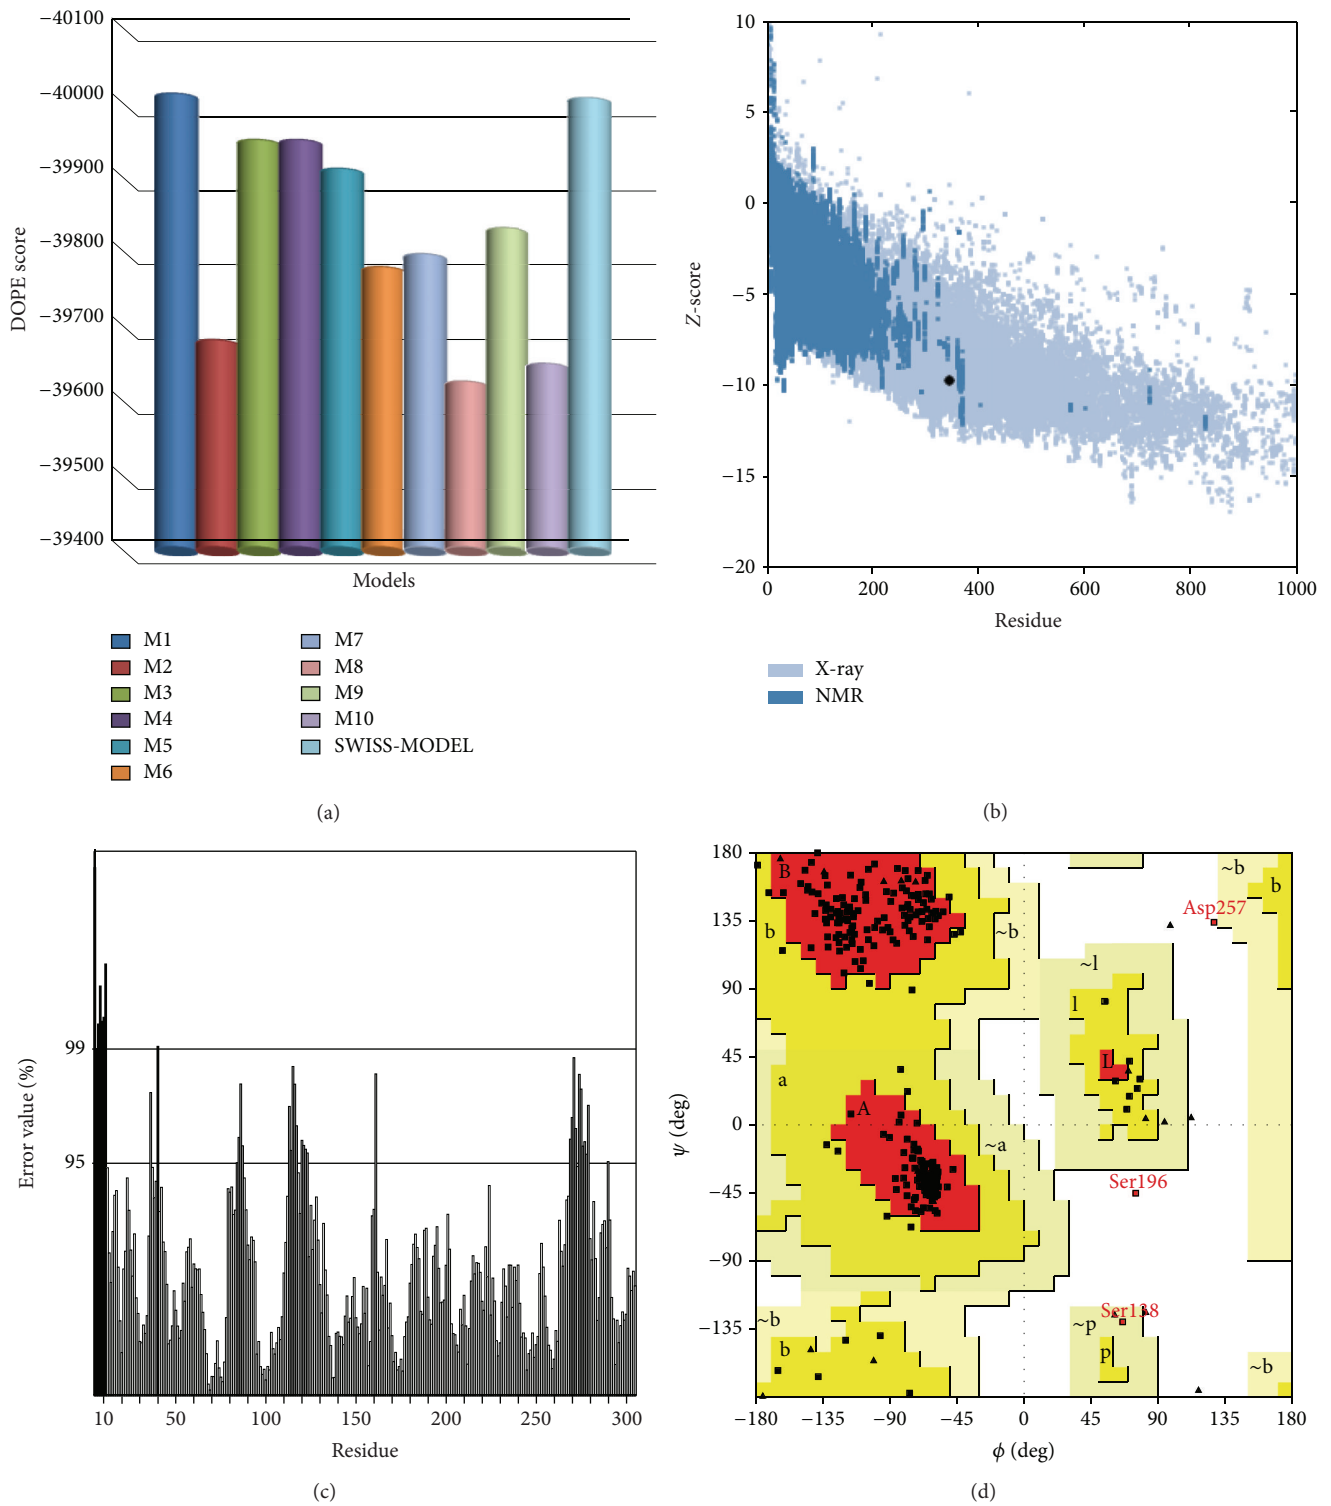 −40100
−40000
−39900
−39800
−39700
−39600
−39500
−39400
DOPE score
Models
M1
M2
M3
M4
M5
M6
M7
M8
M9
M10
SWISS-MODEL
(a)
10
5
0
−5
−10
−15
−20
Z-score
0 200 400 600 800 1000
Residue
X-ray
NMR
(b)
99
95
Error value (%)
10 50 100 150 200 250 300
Residue
(c)
180
135
90
45
0
−45
−90
−135
ψ (deg)
B
b
~b
~b
b
Asp257
~l
l
L
a
A
~a
Ser196
~b
b
Ser138
~p
p
~b
−180 −135 −90 −45 0 45 90 135 180
ϕ (deg)
(d)